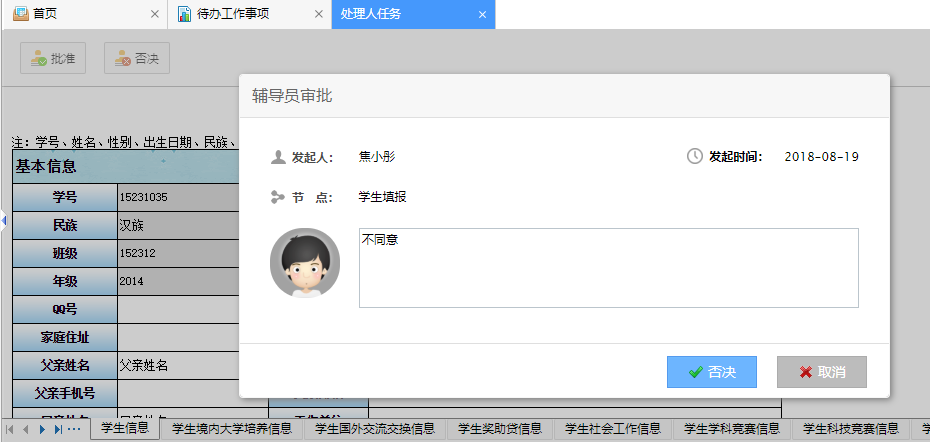 首页 待办工作事项 处理人任务
批准 否决
辅导员审批
注: 学号、姓名、性别、出生日期、民族、
基本信息
发起人: 焦小彤 发起时间: 2018-08-19
学号 15231035
节 点: 学生填报
民族 汉族
不同意
班级 152312
年级 2014
QQ号
家庭住址
父亲姓名 父亲姓名
否决 取消
父亲手机号
学生信息 学生境内大学培养信息 学生国外交流交换信息 学生奖助贷信息 学生社会工作信息 学生学科竞赛信息 学生科技竞赛信息